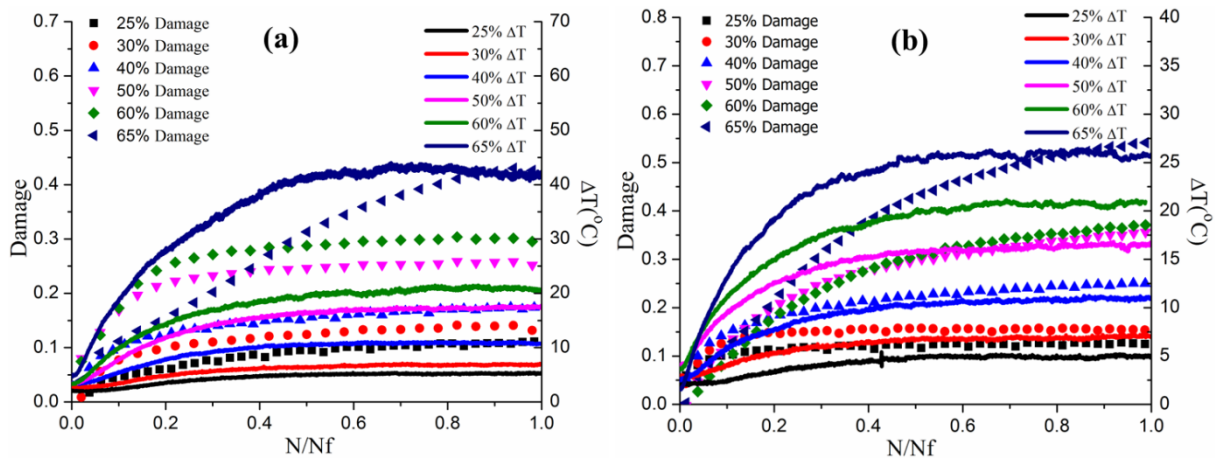 (a)
25% Damage
30% Damage
40% Damage
50% Damage
60% Damage
65% Damage
25% ΔT
30% ΔT
40% ΔT
50% ΔT
60% ΔT
65% ΔT
0.7
0.6
0.5
0.4
0.3
0.2
0.1
0.0
Damage
70
60
50
40
30
20
10
0
ΔT(⁰C)
0.0 0.2 0.4 0.6 0.8 1.0
N/Nf
(b)
25% Damage
30% Damage
40% Damage
50% Damage
60% Damage
65% Damage
25% ΔT
30% ΔT
40% ΔT
50% ΔT
60% ΔT
65% ΔT
0.8
0.7
0.6
0.5
0.4
0.3
0.2
0.1
0.0
Damage
40
35
30
25
20
15
10
5
0
ΔT(⁰C)
0.0 0.2 0.4 0.6 0.8 1.0
N/Nf